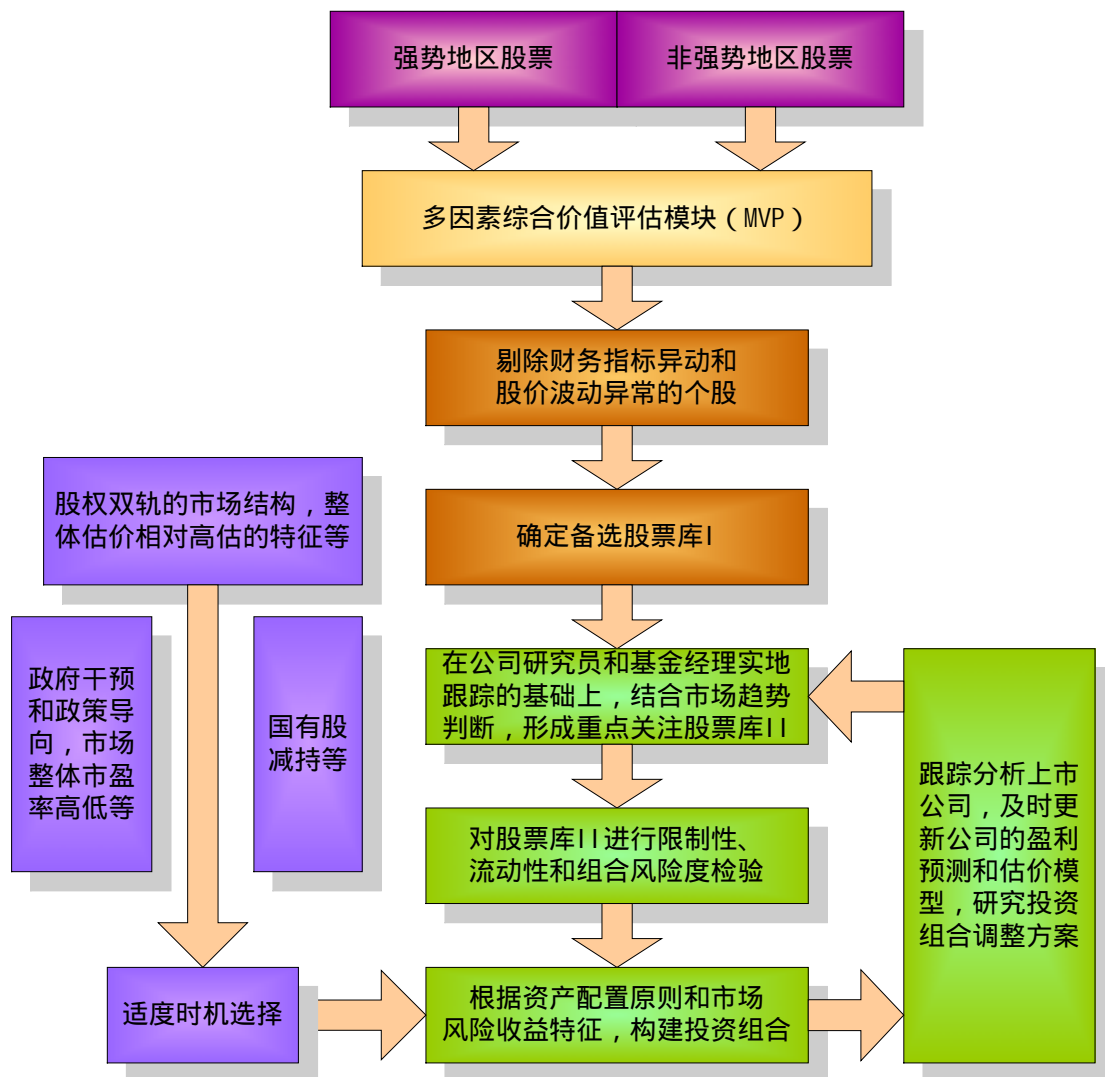 强势地区股票
非强势地区股票
多因素综合价值评估模块（MVP）
剔除财务指标异动和
股价波动异常的个股
股权双轨的市场结构，整
体估价相对高估的特征等
确定备选股票库I
政府干预
和政策导
向，市场
整体市盈
率高低等
国有股
减持等
在公司研究员和基金经理实地
跟踪的基础上，结合市场趋势
判断，形成重点关注股票库II
跟踪分析上市
公司，及时更
新公司的盈利
预测和估价模
型，研究投资
组合调整方案
对股票库II进行限制性、
流动性和组合风险度检验
适度时机选择
根据资产配置原则和市场
风险收益特征，构建投资组合